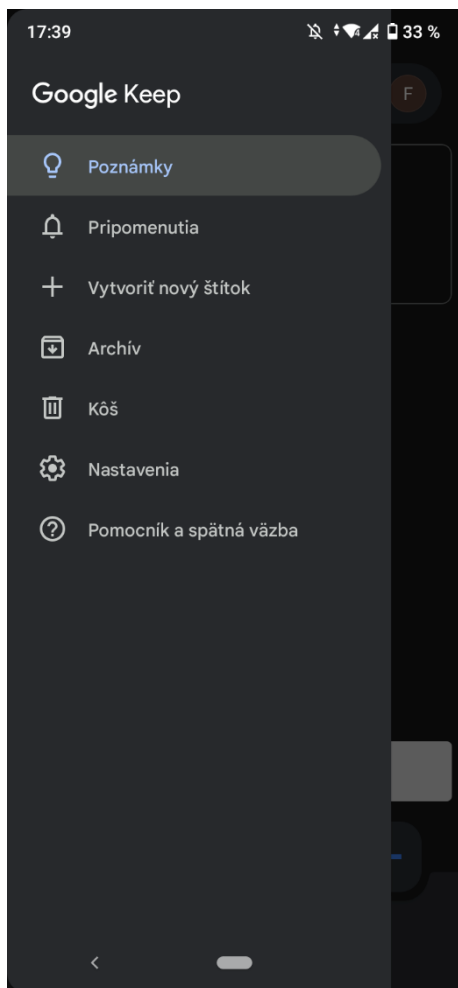 17:39 33 %
Google Keep
F
Poznámky
Pripomenutia
Vytvoriť nový štítok
Archív
Kôš
Nastavenia
Pomocník a spätná väzba